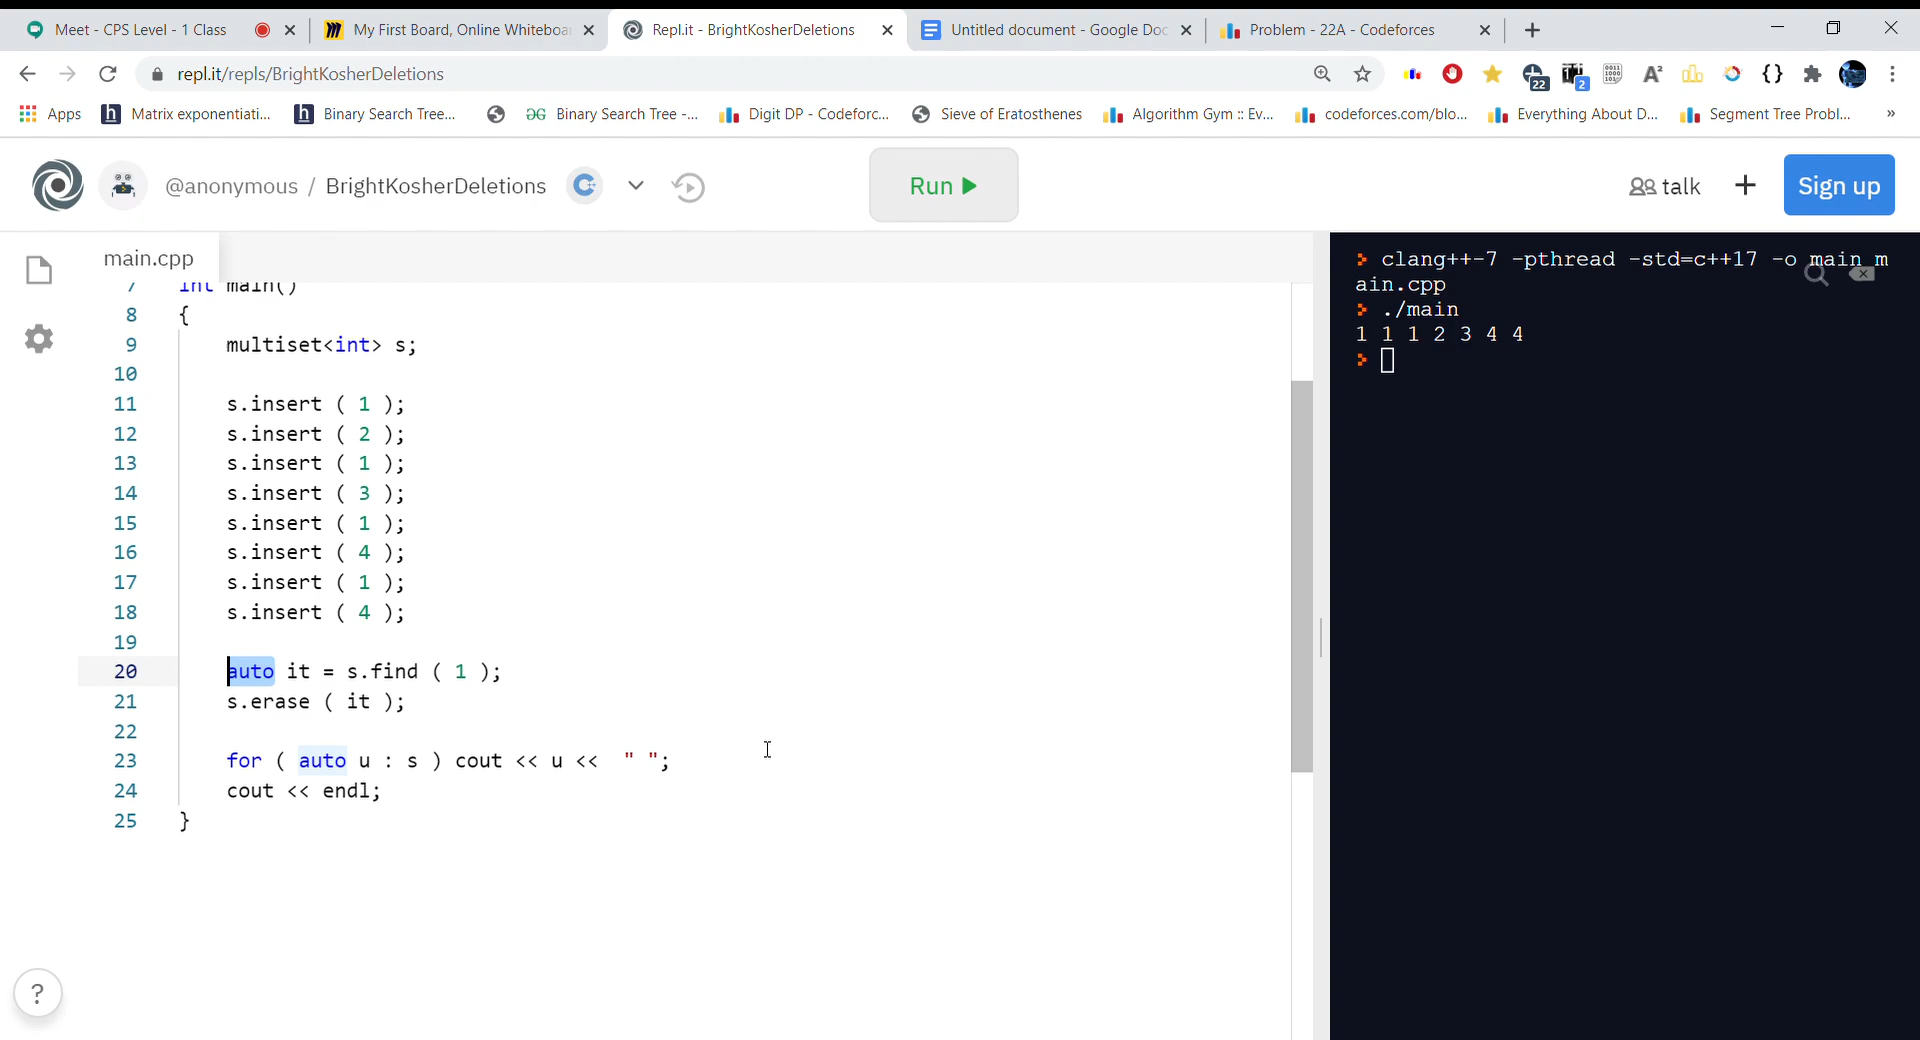 Meet - CPS Level - 1 Class
My First Board, Online Whiteboa
Repl.it - BrightKosherDeletions
Untitled document - Google Doc
Problem - 22A - Codeforces
repl.it/repls/BrightKosherDeletions
22
2
Apps
Matrix exponentiati...
Binary Search Tree...
Binary Search Tree -...
Digit DP - Codeforc...
Sieve of Eratosthenes
Algorithm Gym :: Ev...
codeforces.com/blo...
Everything About D...
Segment Tree Probl...
»
@anonymous / BrightKosherDeletions
Run
talk
+
Sign up
main.cpp
7 int main()
8 {
9 multiset<int> s;
10
11 s.insert ( 1 );
12 s.insert ( 2 );
13 s.insert ( 1 );
14 s.insert ( 3 );
15 s.insert ( 1 );
16 s.insert ( 4 );
17 s.insert ( 1 );
18 s.insert ( 4 );
19
20 auto it = s.find ( 1 );
21 s.erase ( it );
22
23 for ( auto u : s ) cout << u << " ";
24 cout << endl;
25 }
?
> clang++-7 -pthread -std=c++17 -o main m
ain.cpp
> ./main
1 1 1 2 3 4 4
>